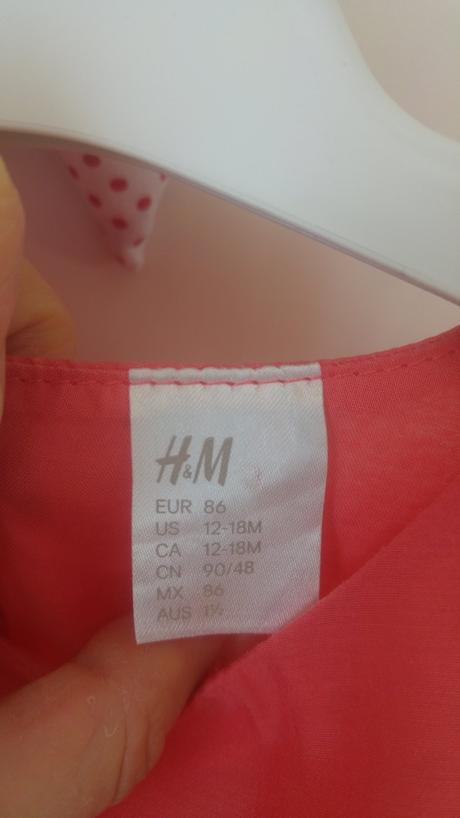 H&M
EUR 86
US 12-18M
CA 12-18M
CN 90/48
MX 86
AUS 1½